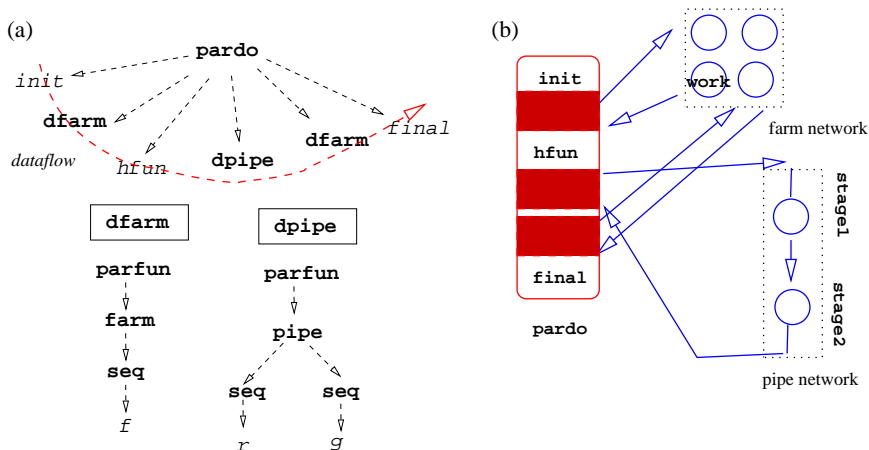 (a)
pardo
init
dfarm
dataflow
hfun
dpipe
dfarm
final
dfarm
dpipe
parfun
farm
seq
f
parfun
pipe
seq
seq
r
g
(b)
init
hfun
final
pardo
work
farm network
stage1
stage2
pipe network